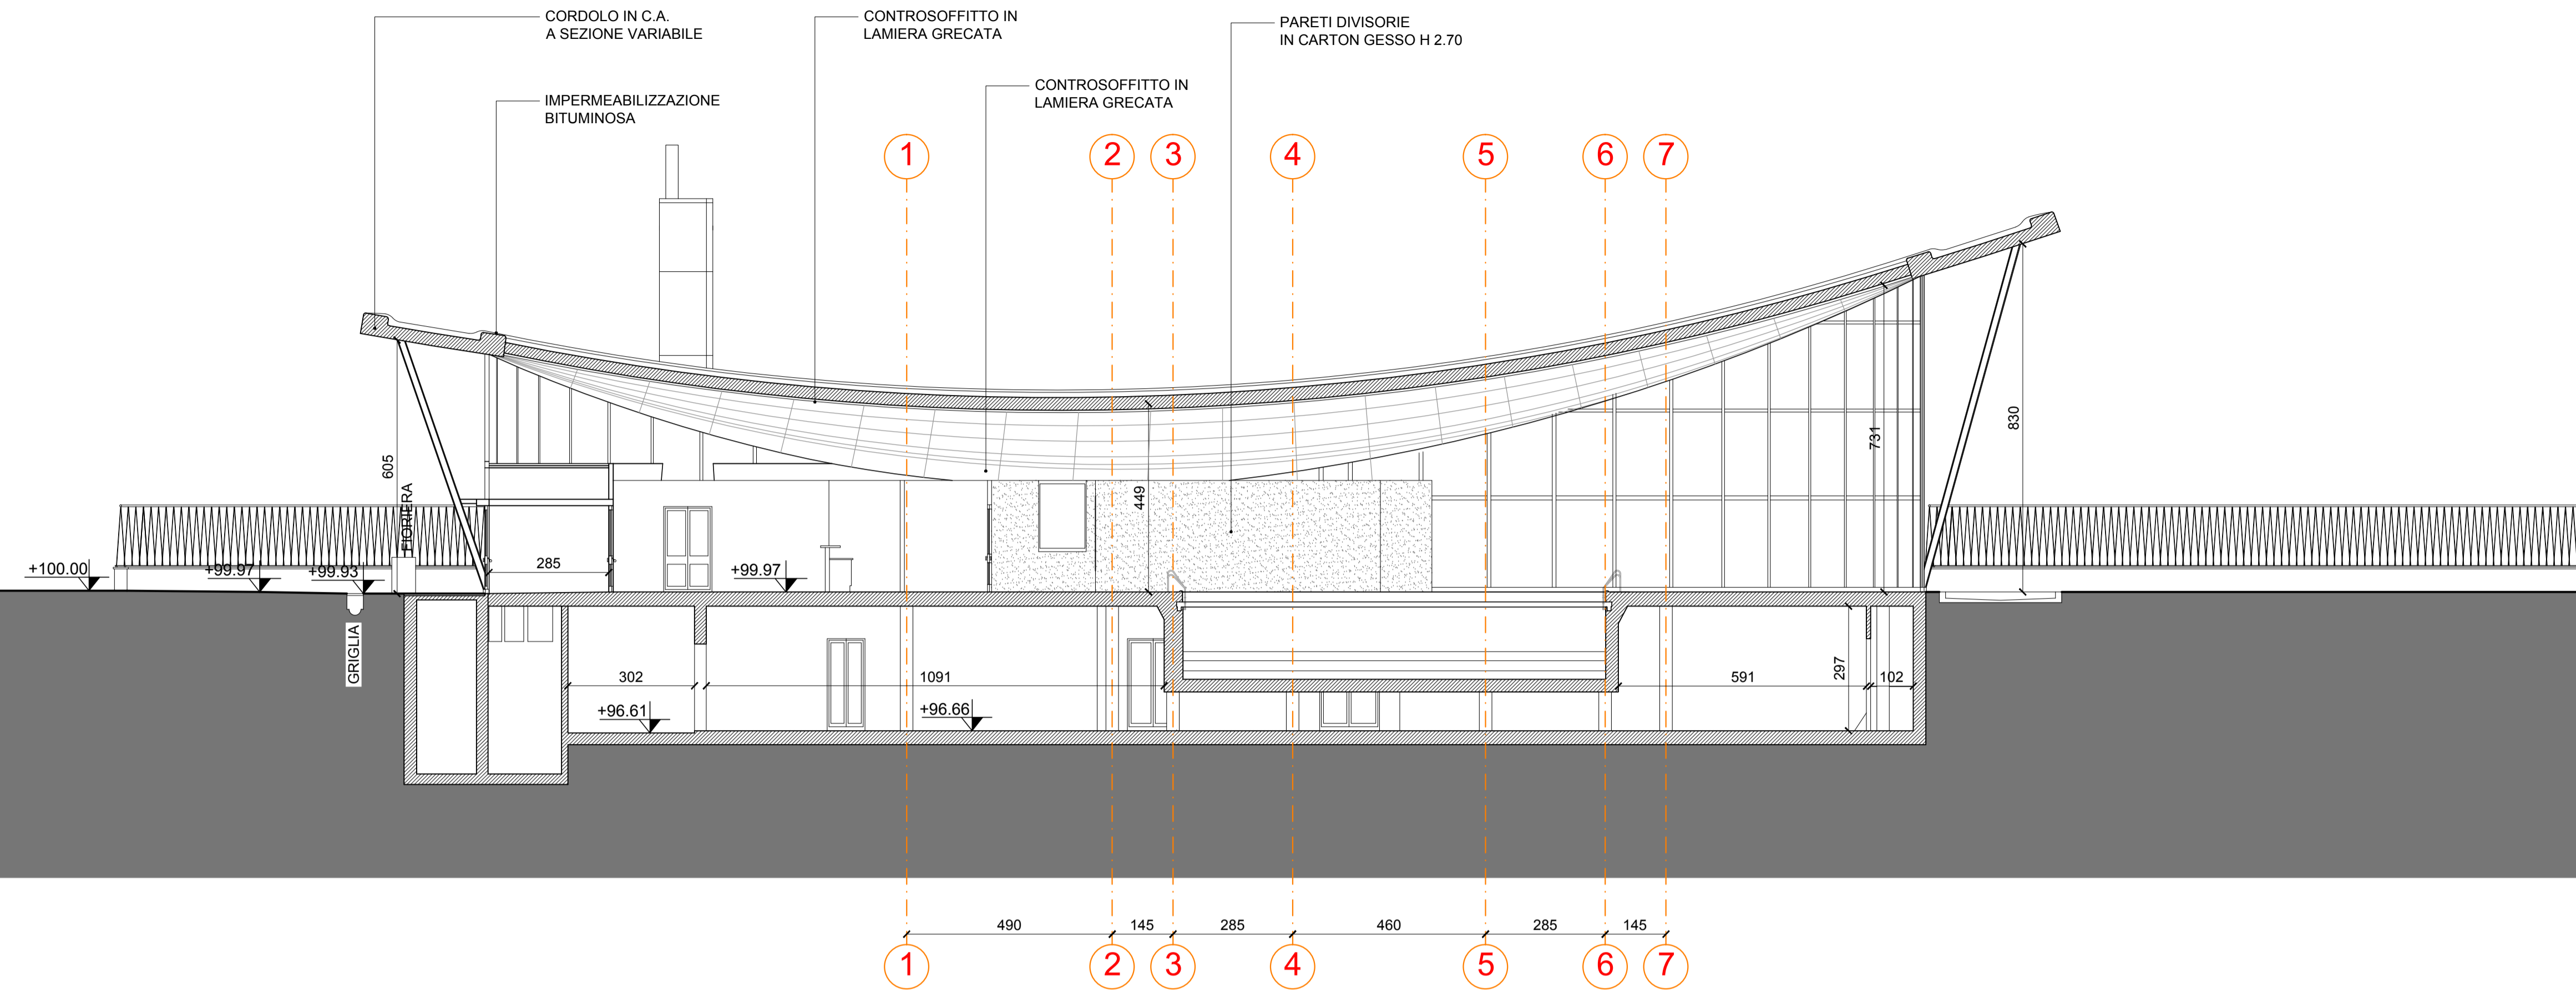 CORDOLO IN C.A.
A SEZIONE VARIABILE
CONTROSOFFITTO IN
LAMIERA GRECATA
PARETI DIVISORIE
IN CARTON GESSO H 2.70
IMPERMEABILIZZAZIONE
BITUMINOSA
CONTROSOFFITTO IN
LAMIERA GRECATA
1 2 3 4 5 6 7
605
FIORIERA
449
731
830
+100.00
+99.97
+99.93
285
+99.97
GRIGLIA
302
1091
591
297
102
+96.61
+96.66
490 145 285 460 285 145
1 2 3 4 5 6 7